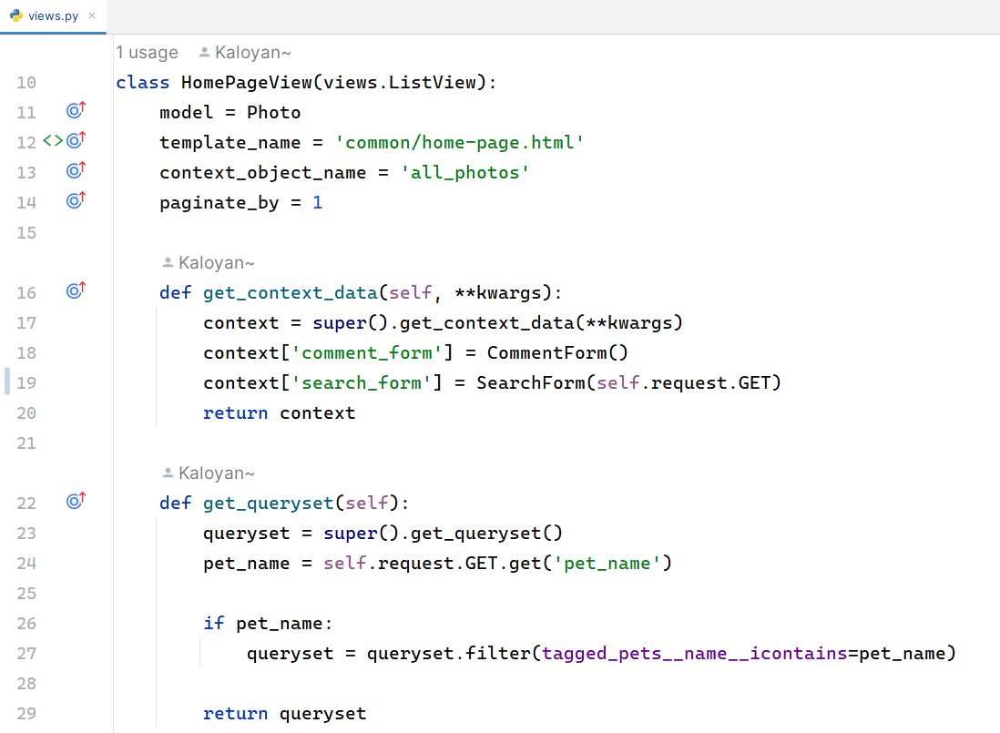 views.py ×
1 usage Kaloyan~
10 class HomePageView(views.ListView):
11     model = Photo
12 <>     template_name = 'common/home-page.html'
13     context_object_name = 'all_photos'
14     paginate_by = 1
15
Kaloyan~
16     def get_context_data(self, **kwargs):
17         context = super().get_context_data(**kwargs)
18         context['comment_form'] = CommentForm()
19         context['search_form'] = SearchForm(self.request.GET)
20         return context
21
Kaloyan~
22     def get_queryset(self):
23         queryset = super().get_queryset()
24         pet_name = self.request.GET.get('pet_name')
25
26         if pet_name:
27             queryset = queryset.filter(tagged_pets__name__icontains=pet_name)
28
29         return queryset